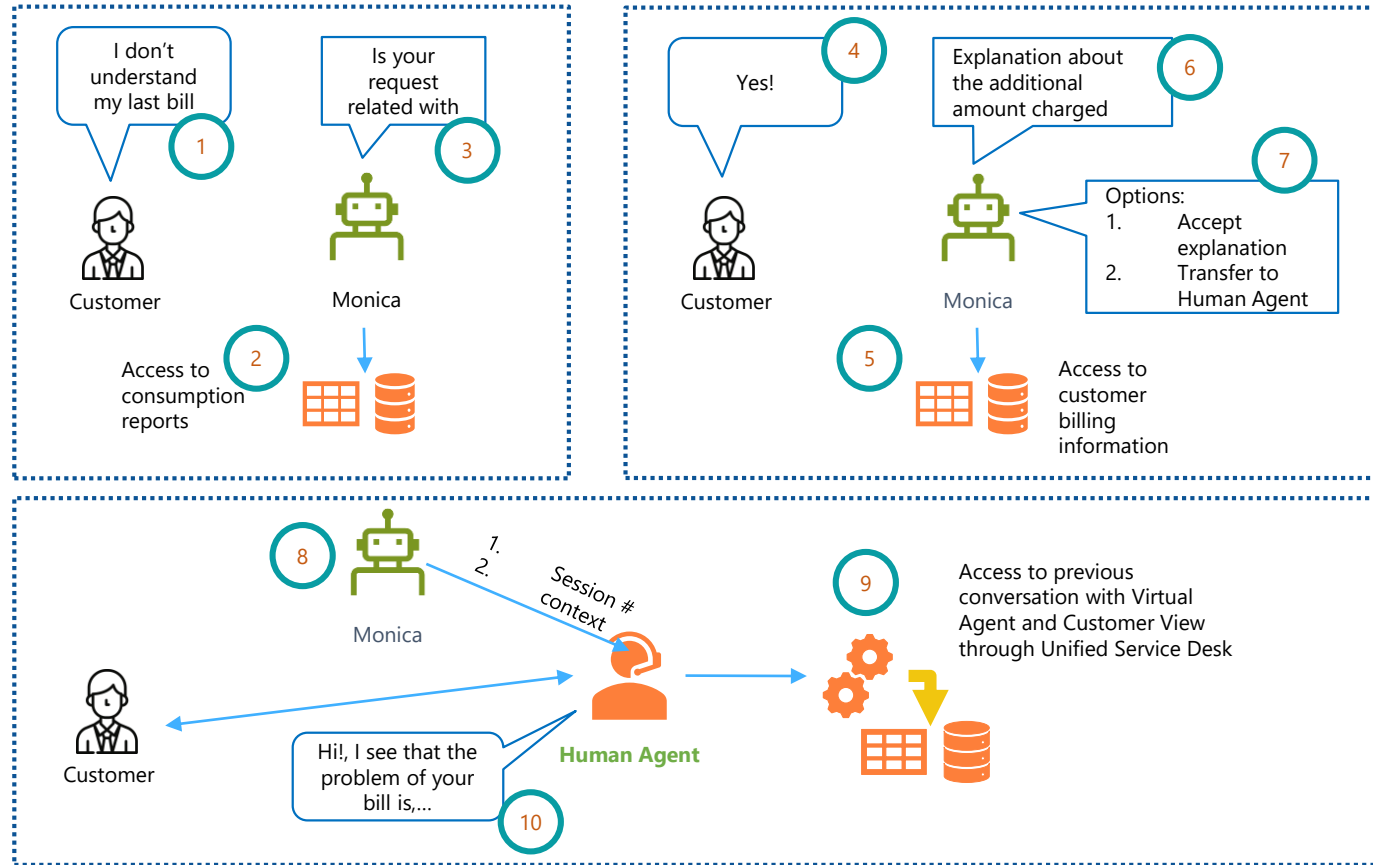 I don't
understand
my last bill
1
Is your
request
related with
3
Customer
Monica
2
Access to
consumption
reports
Yes!
4
Explanation about
the additional
amount charged
6
7
Options:
1. Accept
explanation
2. Transfer to
Human Agent
Customer
Monica
5
Access to
customer
billing
information
8
Monica
1. Session #
2. context
9
Access to previous
conversation with Virtual
Agent and Customer View
through Unified Service Desk
Customer
Human Agent
Hi!, I see that the
problem of your
bill is,...
10